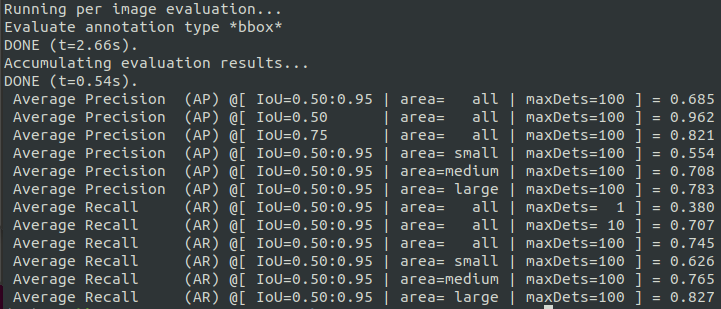 Running per image evaluation...
Evaluate annotation type *bbox*
DONE (t=2.66s).
Accumulating evaluation results...
DONE (t=0.54s).
 Average Precision  (AP) @[ IoU=0.50:0.95 | area=   all | maxDets=100 ] = 0.685
 Average Precision  (AP) @[ IoU=0.50      | area=   all | maxDets=100 ] = 0.962
 Average Precision  (AP) @[ IoU=0.75      | area=   all | maxDets=100 ] = 0.821
 Average Precision  (AP) @[ IoU=0.50:0.95 | area= small | maxDets=100 ] = 0.554
 Average Precision  (AP) @[ IoU=0.50:0.95 | area=medium | maxDets=100 ] = 0.708
 Average Precision  (AP) @[ IoU=0.50:0.95 | area= large | maxDets=100 ] = 0.783
 Average Recall     (AR) @[ IoU=0.50:0.95 | area=   all | maxDets=  1 ] = 0.380
 Average Recall     (AR) @[ IoU=0.50:0.95 | area=   all | maxDets= 10 ] = 0.707
 Average Recall     (AR) @[ IoU=0.50:0.95 | area=   all | maxDets=100 ] = 0.745
 Average Recall     (AR) @[ IoU=0.50:0.95 | area= small | maxDets=100 ] = 0.626
 Average Recall     (AR) @[ IoU=0.50:0.95 | area=medium | maxDets=100 ] = 0.765
 Average Recall     (AR) @[ IoU=0.50:0.95 | area= large | maxDets=100 ] = 0.827